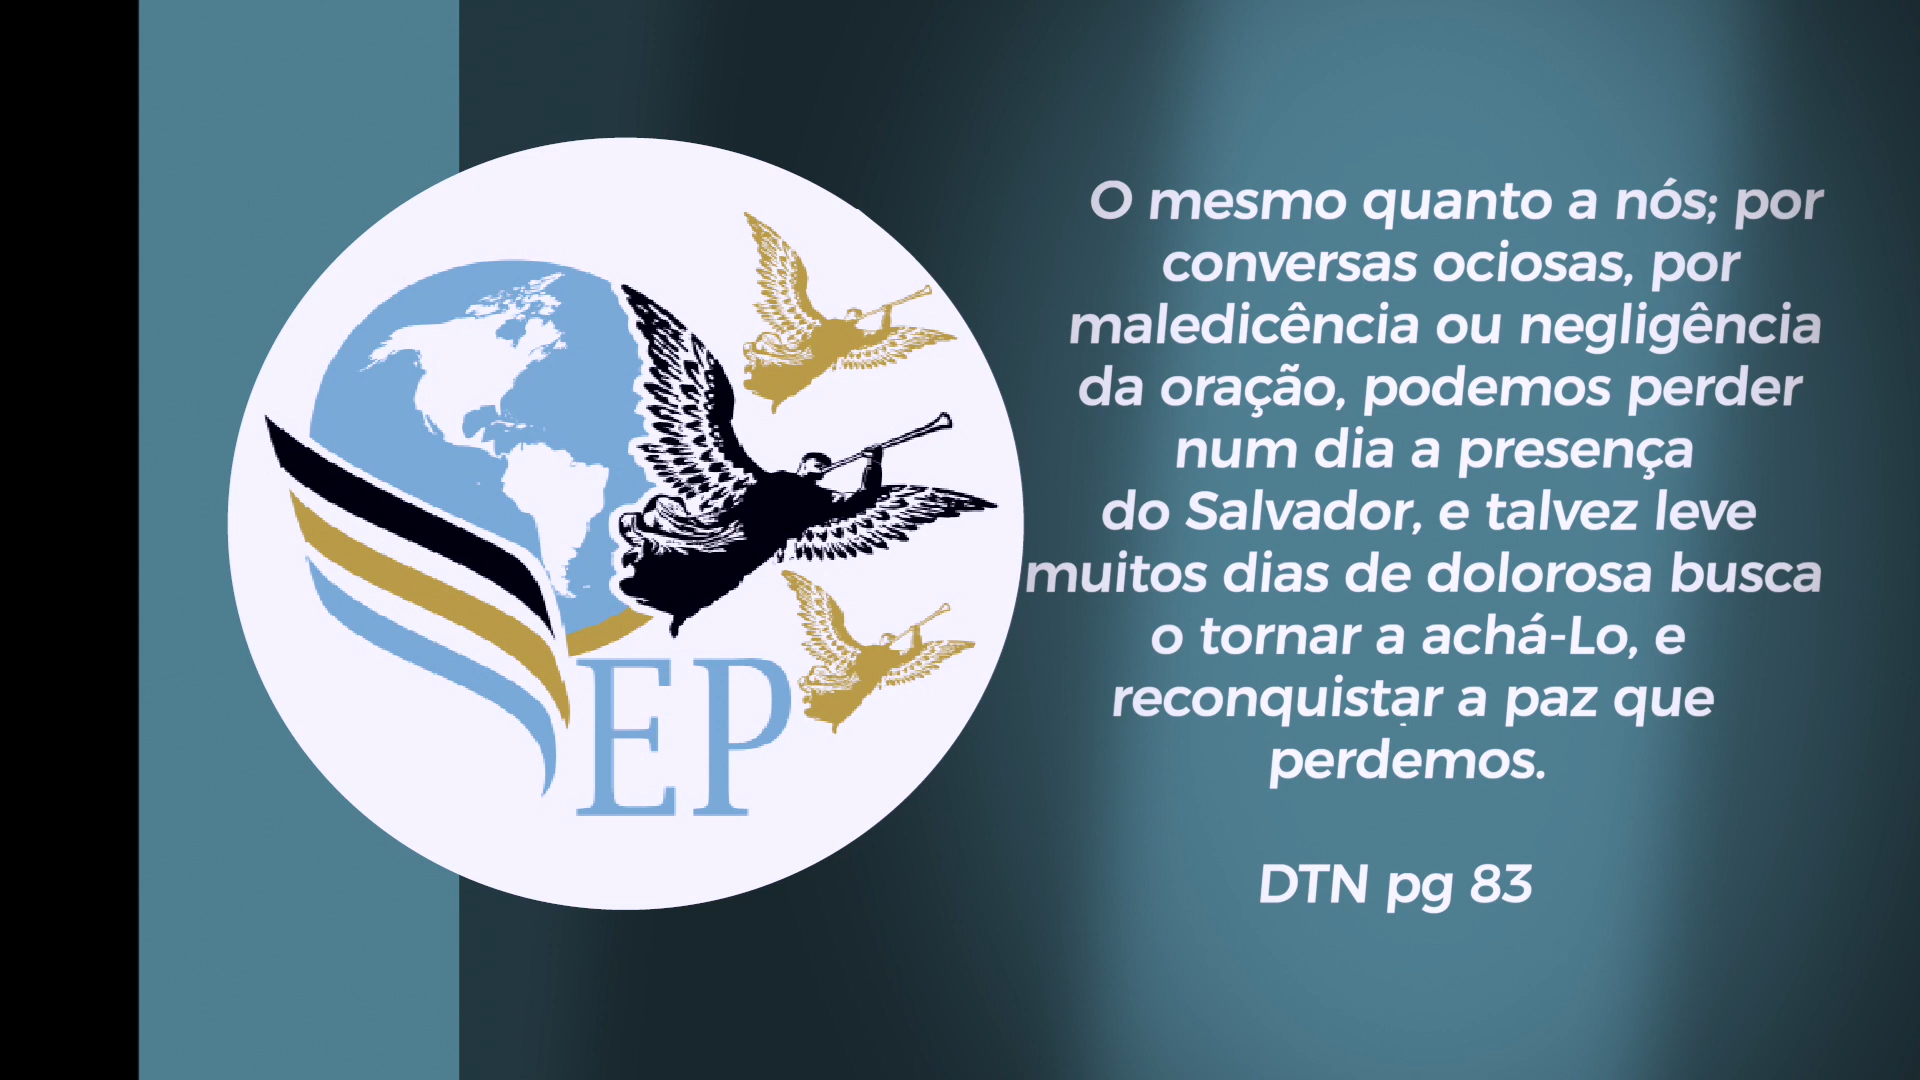 O mesmo quanto a nós; por
conversas ociosas, por
maledicência ou negligência
da oração, podemos perder
num dia a presença
do Salvador, e talvez leve
muitos dias de dolorosa busca
o tornar a achá-Lo, e
reconquistar a paz que
perdemos.
DTN pg 83
EP